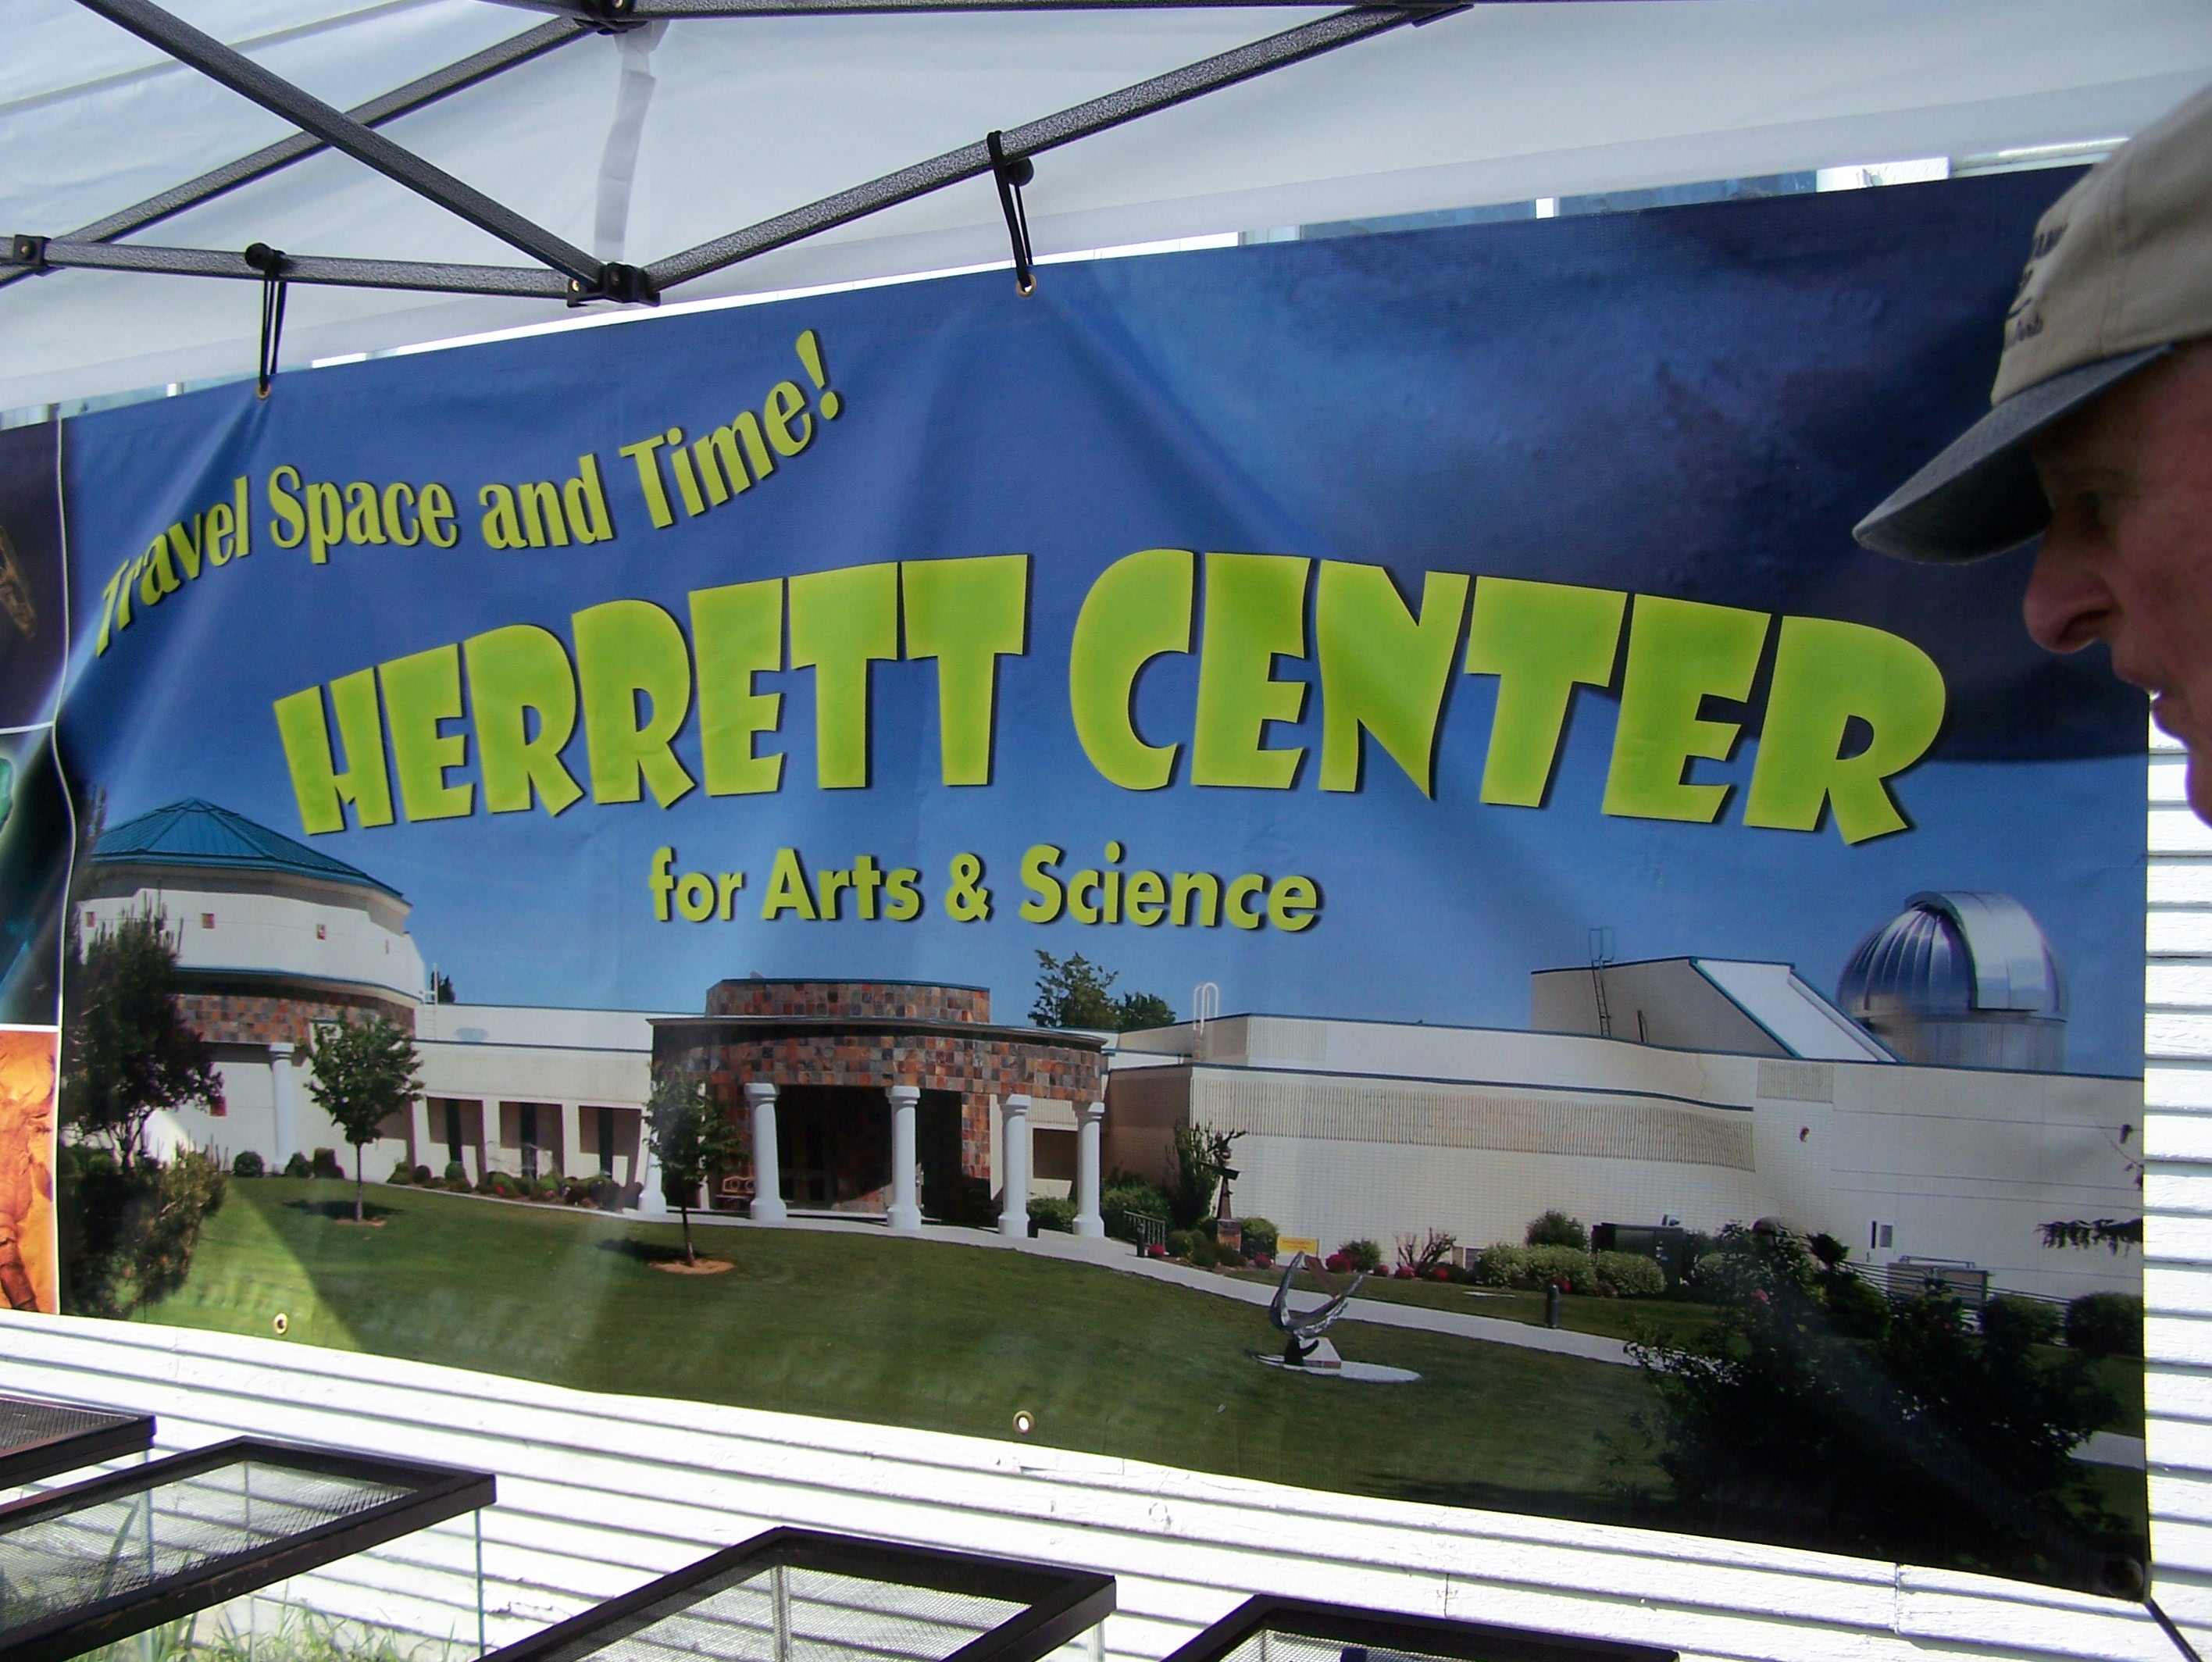 Travel Space and Time!
HERRETT CENTER
for Arts & Science